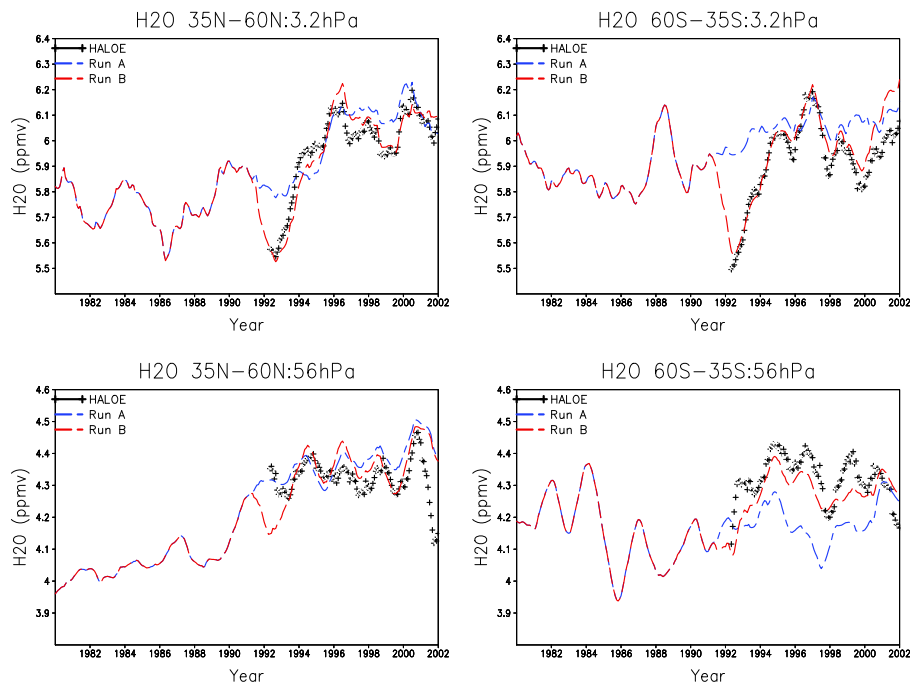 H2O 35N−60N:3.2hPa
6.4
6.3
6.2
6.1
6
5.9
5.8
5.7
5.6
5.5
H2O (ppmv)
HALOE
Run A
Run B
1982 1984 1986 1988 1990 1992 1994 1996 1998 2000 2002
Year
H2O 60S−35S:3.2hPa
6.4
6.3
6.2
6.1
6
5.9
5.8
5.7
5.6
5.5
H2O (ppmv)
HALOE
Run A
Run B
1982 1984 1986 1988 1990 1992 1994 1996 1998 2000 2002
Year
H2O 35N−60N:56hPa
4.6
4.5
4.4
4.3
4.2
4.1
4
3.9
H2O (ppmv)
HALOE
Run A
Run B
1982 1984 1986 1988 1990 1992 1994 1996 1998 2000 2002
Year
H2O 60S−35S:56hPa
4.6
4.5
4.4
4.3
4.2
4.1
4
3.9
H2O (ppmv)
HALOE
Run A
Run B
1982 1984 1986 1988 1990 1992 1994 1996 1998 2000 2002
Year